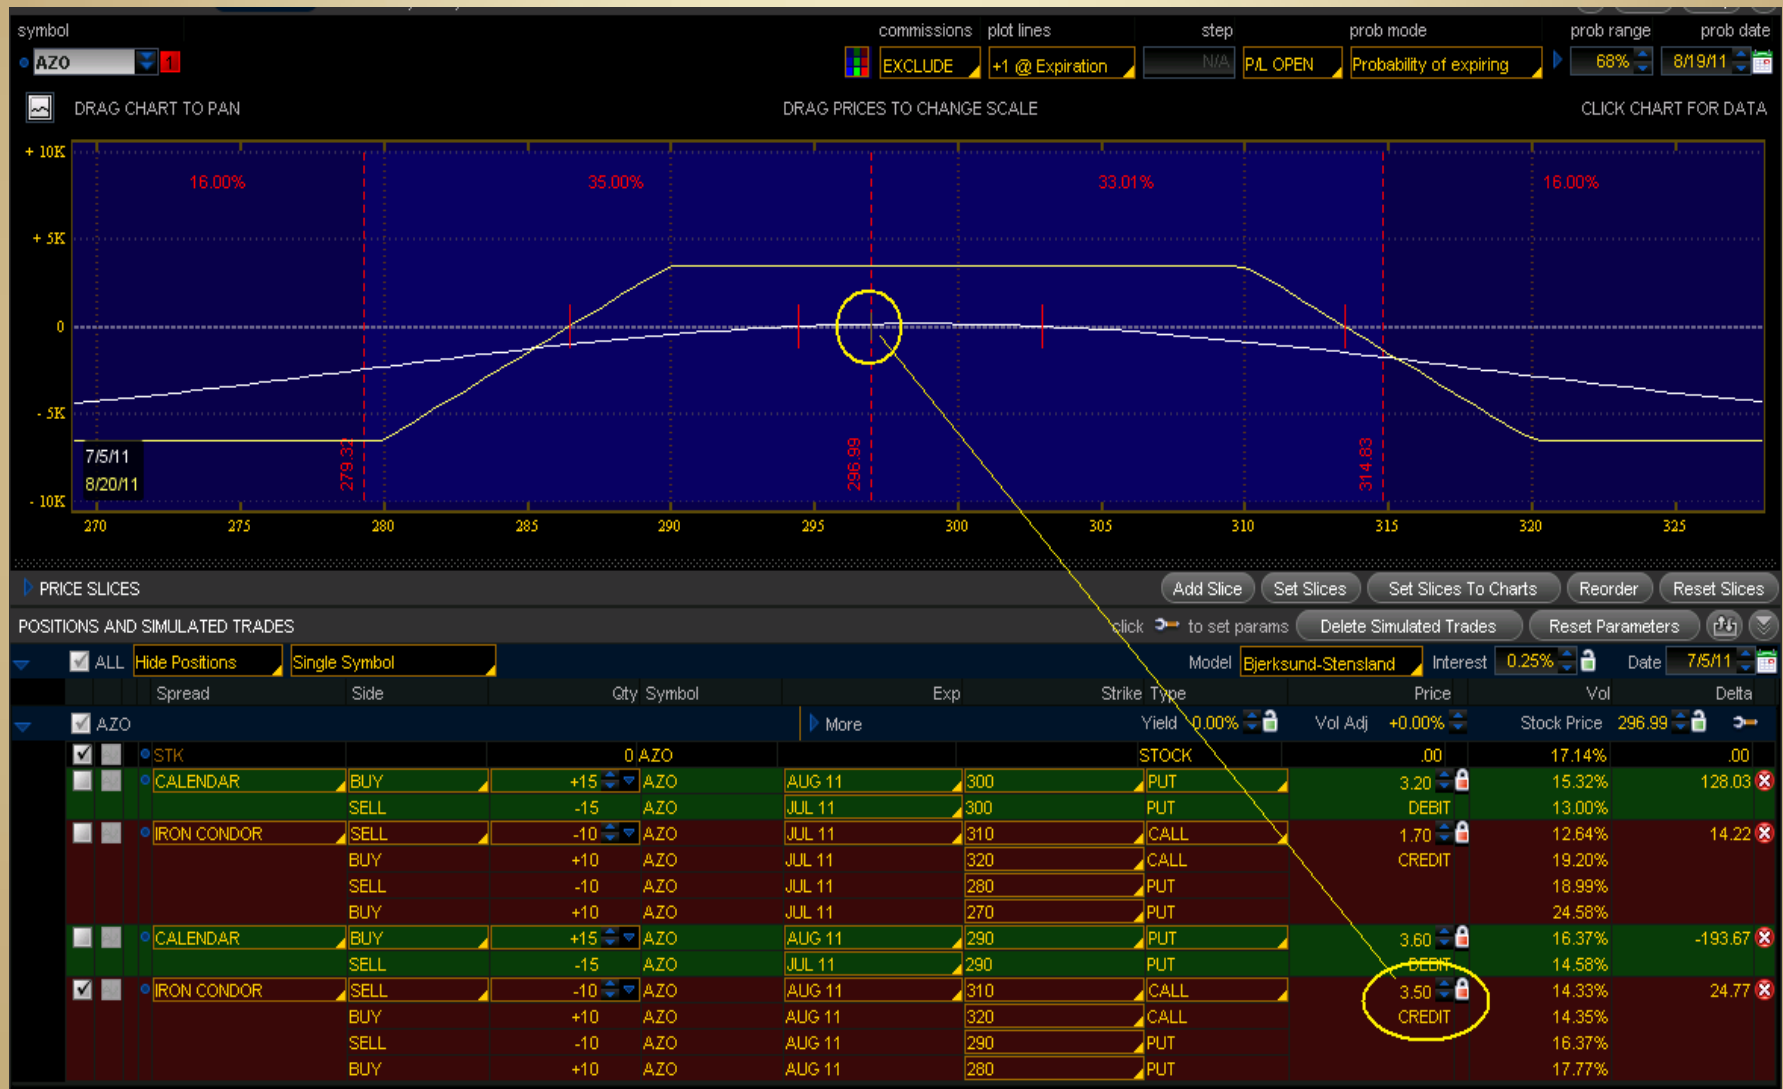 symbol commissions plot lines step prob mode prob range prob date
AZO 1 EXCLUDE +1 @ Expiration N/A P/L OPEN Probability of expiring 68% 8/19/11
DRAG CHART TO PAN DRAG PRICES TO CHANGE SCALE CLICK CHART FOR DATA
+ 10K
16.00% 35.00% 33.01% 16.00%
+ 5K
0
- 5K
7/5/11
8/20/11
279.32 296.99 314.83
- 10K
270 275 280 285 290 295 300 305 310 315 320 325
PRICE SLICES Add Slice Set Slices Set Slices To Charts Reorder Reset Slices
POSITIONS AND SIMULATED TRADES click to set params Delete Simulated Trades Reset Parameters
ALL Hide Positions Single Symbol Model Bjerksund-Stensland Interest 0.25% Date 7/5/11
Spread Side Qty Symbol Exp Strike Type Price Vol Delta
AZO More Yield 0.00% Vol Adj +0.00% Stock Price 296.99
STK 0 AZO STOCK .00 17.14% .00
CALENDAR BUY +15 AZO AUG 11 300 PUT 3.20 15.32% 128.03
SELL -15 AZO JUL 11 300 PUT DEBIT 13.00%
IRON CONDOR SELL -10 AZO JUL 11 310 CALL 1.70 12.64% 14.22
BUY +10 AZO JUL 11 320 CALL CREDIT 19.20%
SELL -10 AZO JUL 11 280 PUT 18.99%
BUY +10 AZO JUL 11 270 PUT 24.58%
CALENDAR BUY +15 AZO AUG 11 290 PUT 3.60 16.37% -193.67
SELL -15 AZO JUL 11 290 PUT DEBIT 14.58%
IRON CONDOR SELL -10 AZO AUG 11 310 CALL 3.50 14.33% 24.77
BUY +10 AZO AUG 11 320 CALL CREDIT 14.35%
SELL -10 AZO AUG 11 290 PUT 16.37%
BUY +10 AZO AUG 11 280 PUT 17.77%